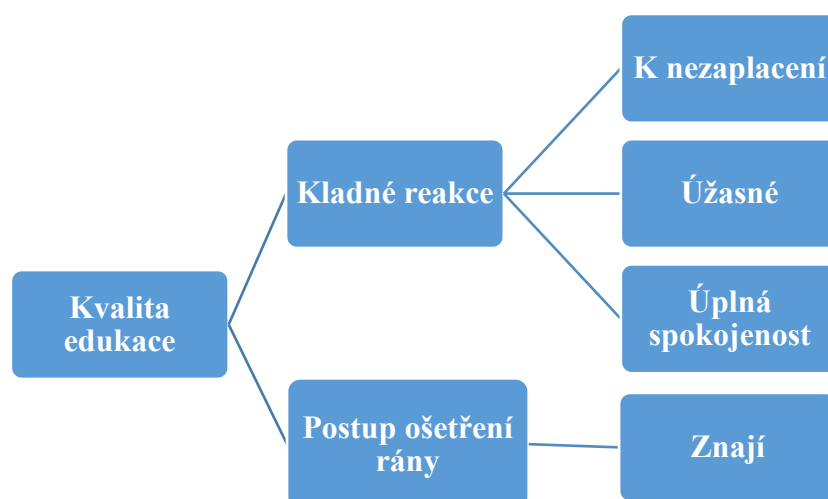 K nezaplacení
Kladné reakce
Úžasné
Úplná
spokojenost
Kvalita
edukace
Postup ošetření
rány
Znají